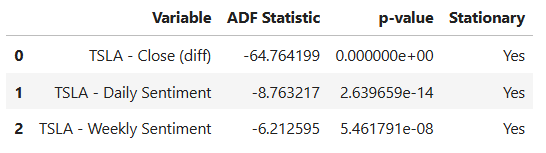 Variable ADF Statistic p-value Stationary
0 TSLA - Close (diff) -64.764199 0.000000e+00 Yes
1 TSLA - Daily Sentiment -8.763217 2.639659e-14 Yes
2 TSLA - Weekly Sentiment -6.212595 5.461791e-08 Yes